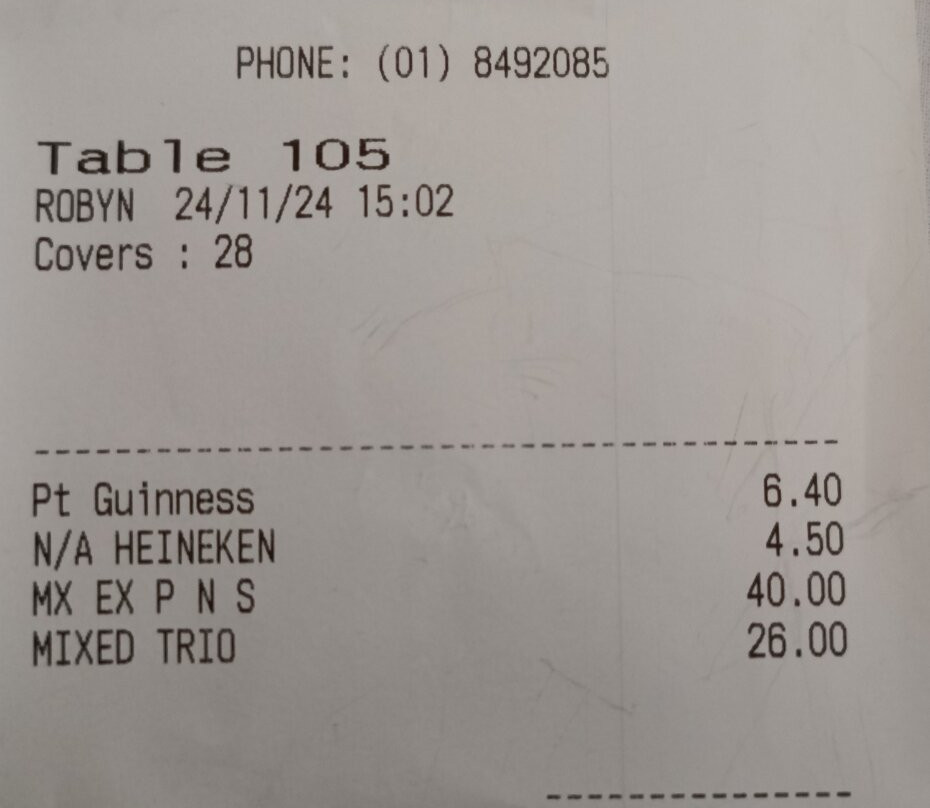 PHONE: (01) 8492085
Table 105
ROBYN 24/11/24 15:02
Covers : 28
Pt Guinness 6.40
N/A HEINEKEN 4.50
MX EX P N S 40.00
MIXED TRIO 26.00